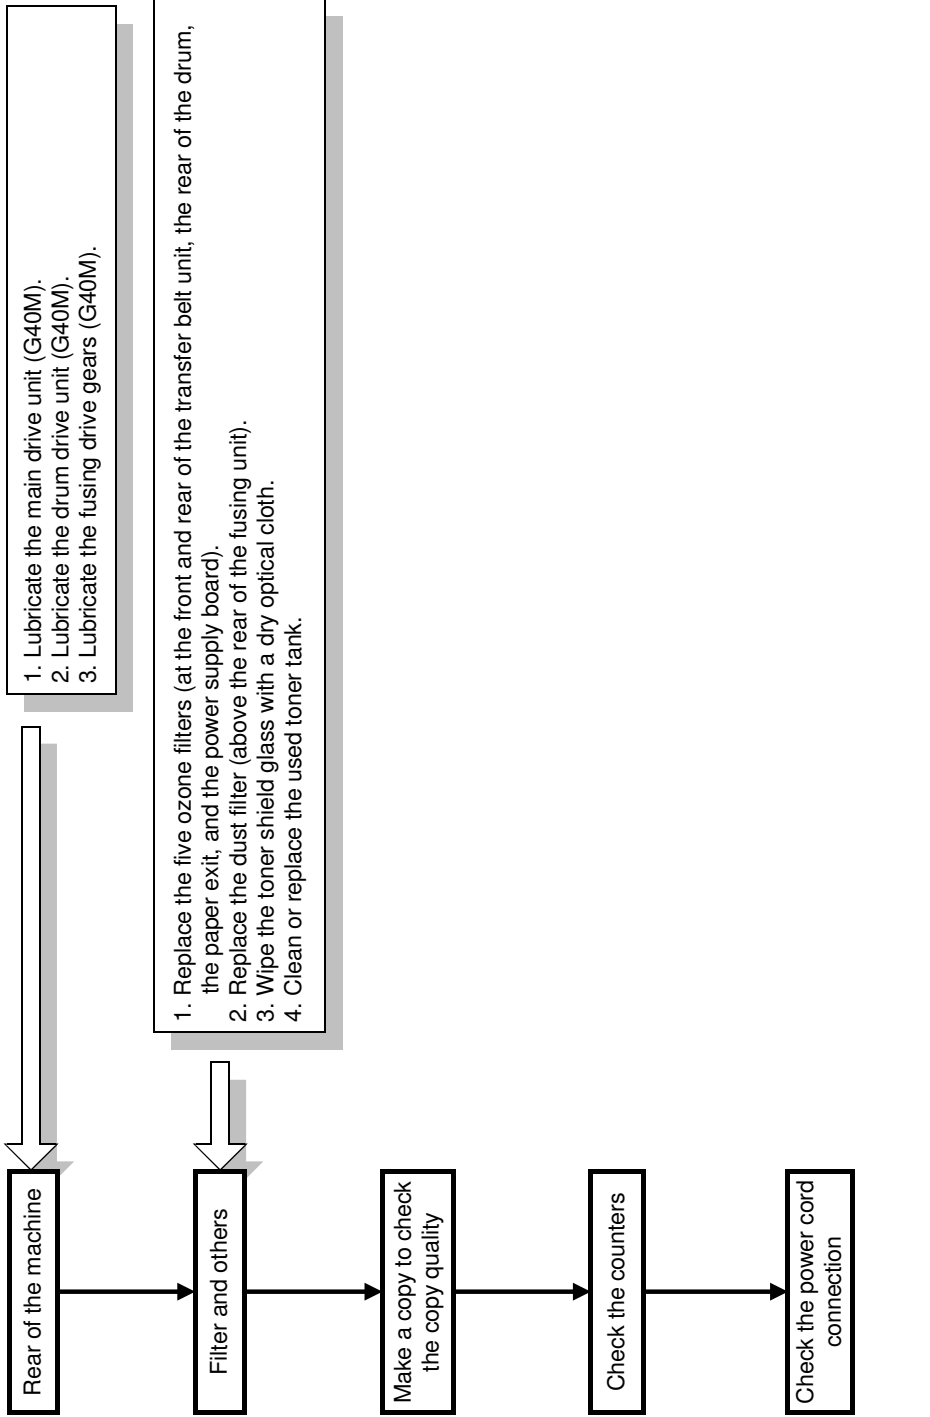 Rear of the machine
1. Lubricate the main drive unit (G40M).
2. Lubricate the drum drive unit (G40M).
3. Lubricate the fusing drive gears (G40M).
Filter and others
1. Replace the five ozone filters (at the front and rear of the transfer belt unit, the rear of the drum,
the paper exit, and the power supply board).
2. Replace the dust filter (above the rear of the fusing unit).
3. Wipe the toner shield glass with a dry optical cloth.
4. Clean or replace the used toner tank.
Make a copy to check
the copy quality
Check the counters
Check the power cord
connection